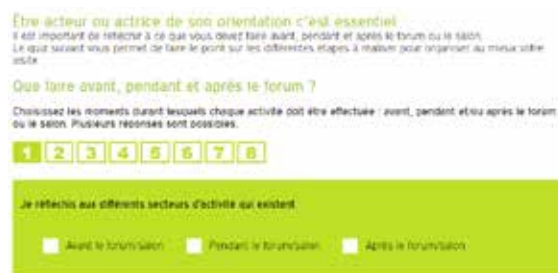 Être acteur ou actrice de son orientation c'est essentiel
Il est important de réfléchir à ce que vous devez faire avant, pendant et après le forum ou le salon.
Le quiz suivant vous permet de faire le point sur les différentes étapes à réaliser pour organiser au mieux votre
visite.
Que faire avant, pendant et après le forum ?
Choisissez les moments durant lesquels chaque activité doit être effectuée : avant, pendant et/ou après le forum
ou le salon. Plusieurs réponses sont possibles.
1 2 3 4 5 6 7 8
Je réfléchis aux différents secteurs d'activité qui existent
Avant le forum/salon Pendant le forum/salon Après le forum/salon